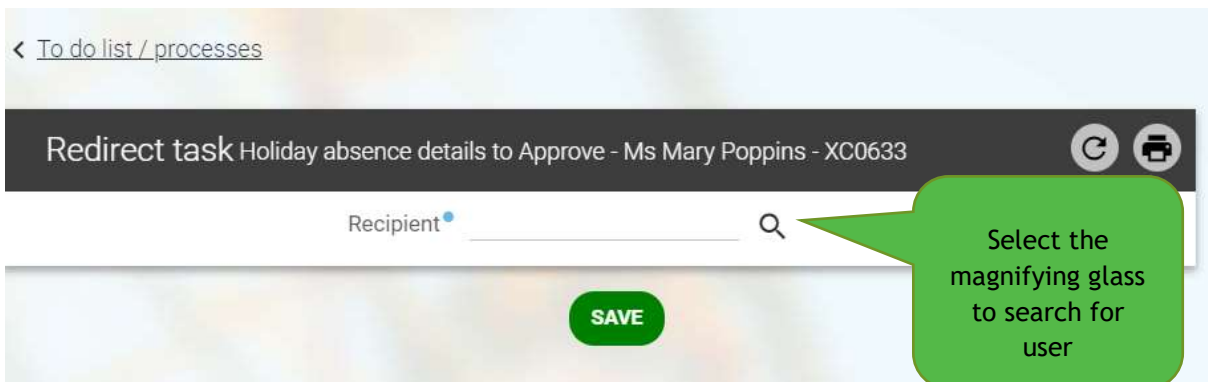 To do list / processes
Redirect task Holiday absence details to Approve - Ms Mary Poppins - XC0633
Recipient
Select the
magnifying glass
to search for
user
SAVE